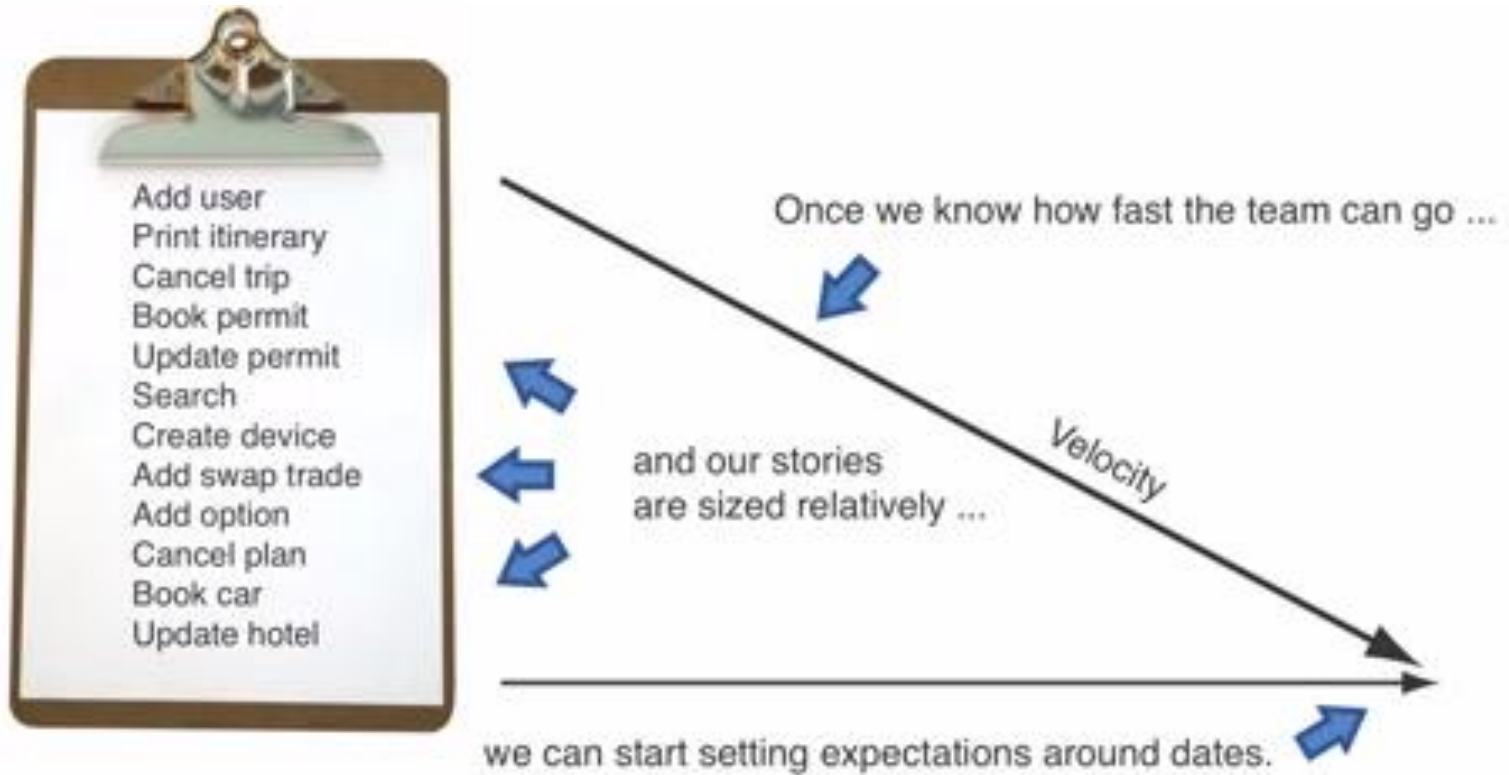 Add user
Print itinerary
Cancel trip
Book permit
Update permit
Search
Create device
Add swap trade
Add option
Cancel plan
Book car
Update hotel
Once we know how fast the team can go ...
and our stories
are sized relatively ...
Velocity
we can start setting expectations around dates.